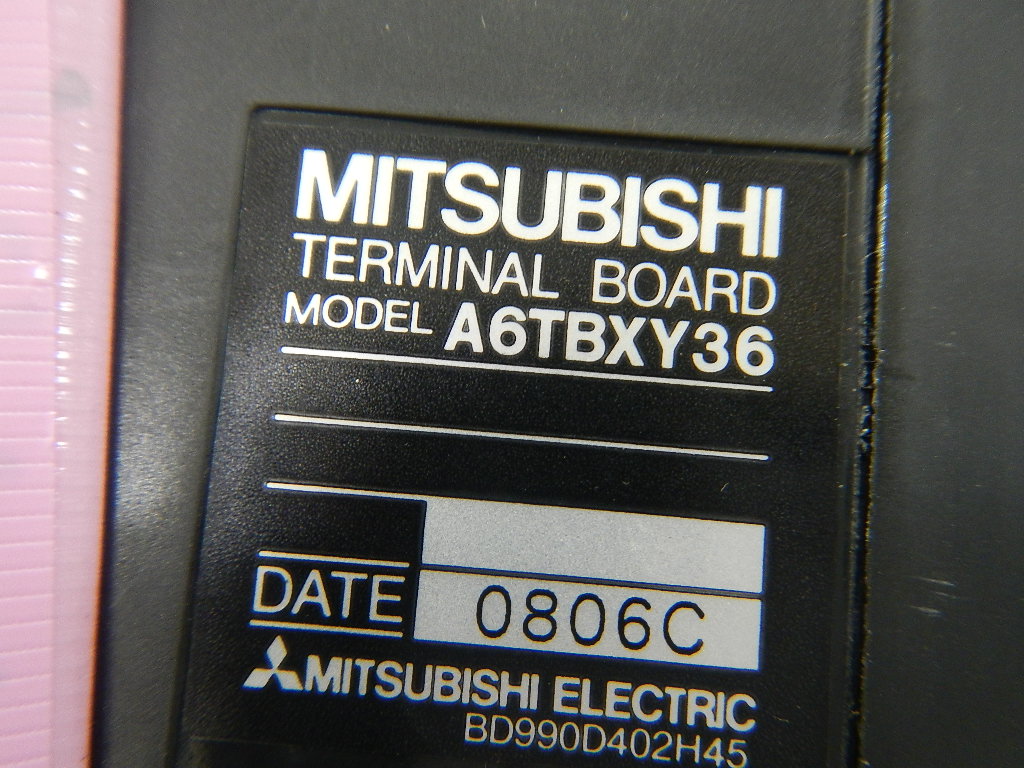 MITSUBISHI
TERMINAL BOARD
MODEL A6TBXY36
DATE 0806C
MITSUBISHI ELECTRIC
BD990D402H45